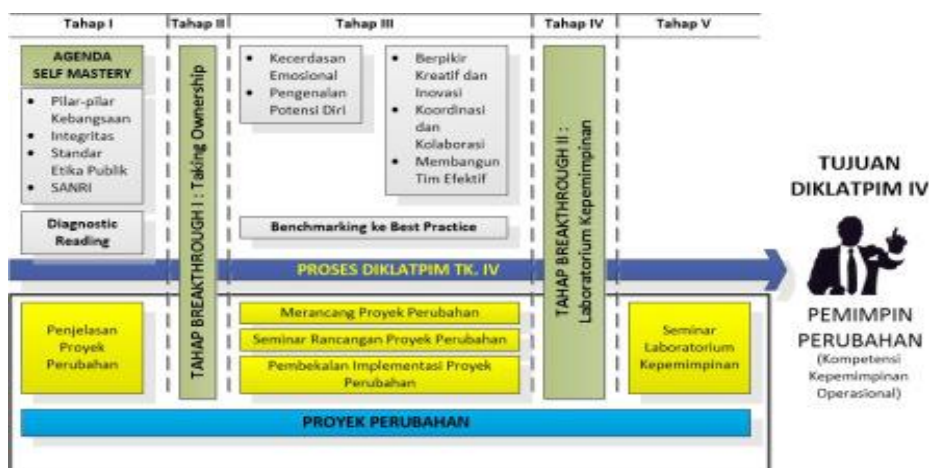 Tahap I
Tahap II
Tahap III
Tahap IV
Tahap V
AGENDA
SELF MASTERY
• Pilar-pilar
Kebangsaan
• Integritas
• Standar
Etika Publik
• SANRI
Diagnostic
Reading
TAHAP BREAKTHROUGH I : Taking Ownership
• Kecerdasan
Emosional
• Pengenalan
Potensi Diri
• Berpikir
Kreatif dan
Inovasi
• Koordinasi
dan
Kolaborasi
• Membangun
Tim Efektif
Benchmarking ke Best Practice
TAHAP BREAKTHROUGH II :
Laboratorium Kepemimpinan
PROSES DIKLATPIM TK. IV
Penjelasan
Proyek
Perubahan
Merancang Proyek Perubahan
Seminar Rancangan Proyek Perubahan
Pembekalan Implementasi Proyek
Perubahan
Seminar
Laboratorium
Kepemimpinan
PROYEK PERUBAHAN
TUJUAN
DIKLATPIM IV
PEMIMPIN
PERUBAHAN
(Kompetensi
Kepemimpinan
Operasional)